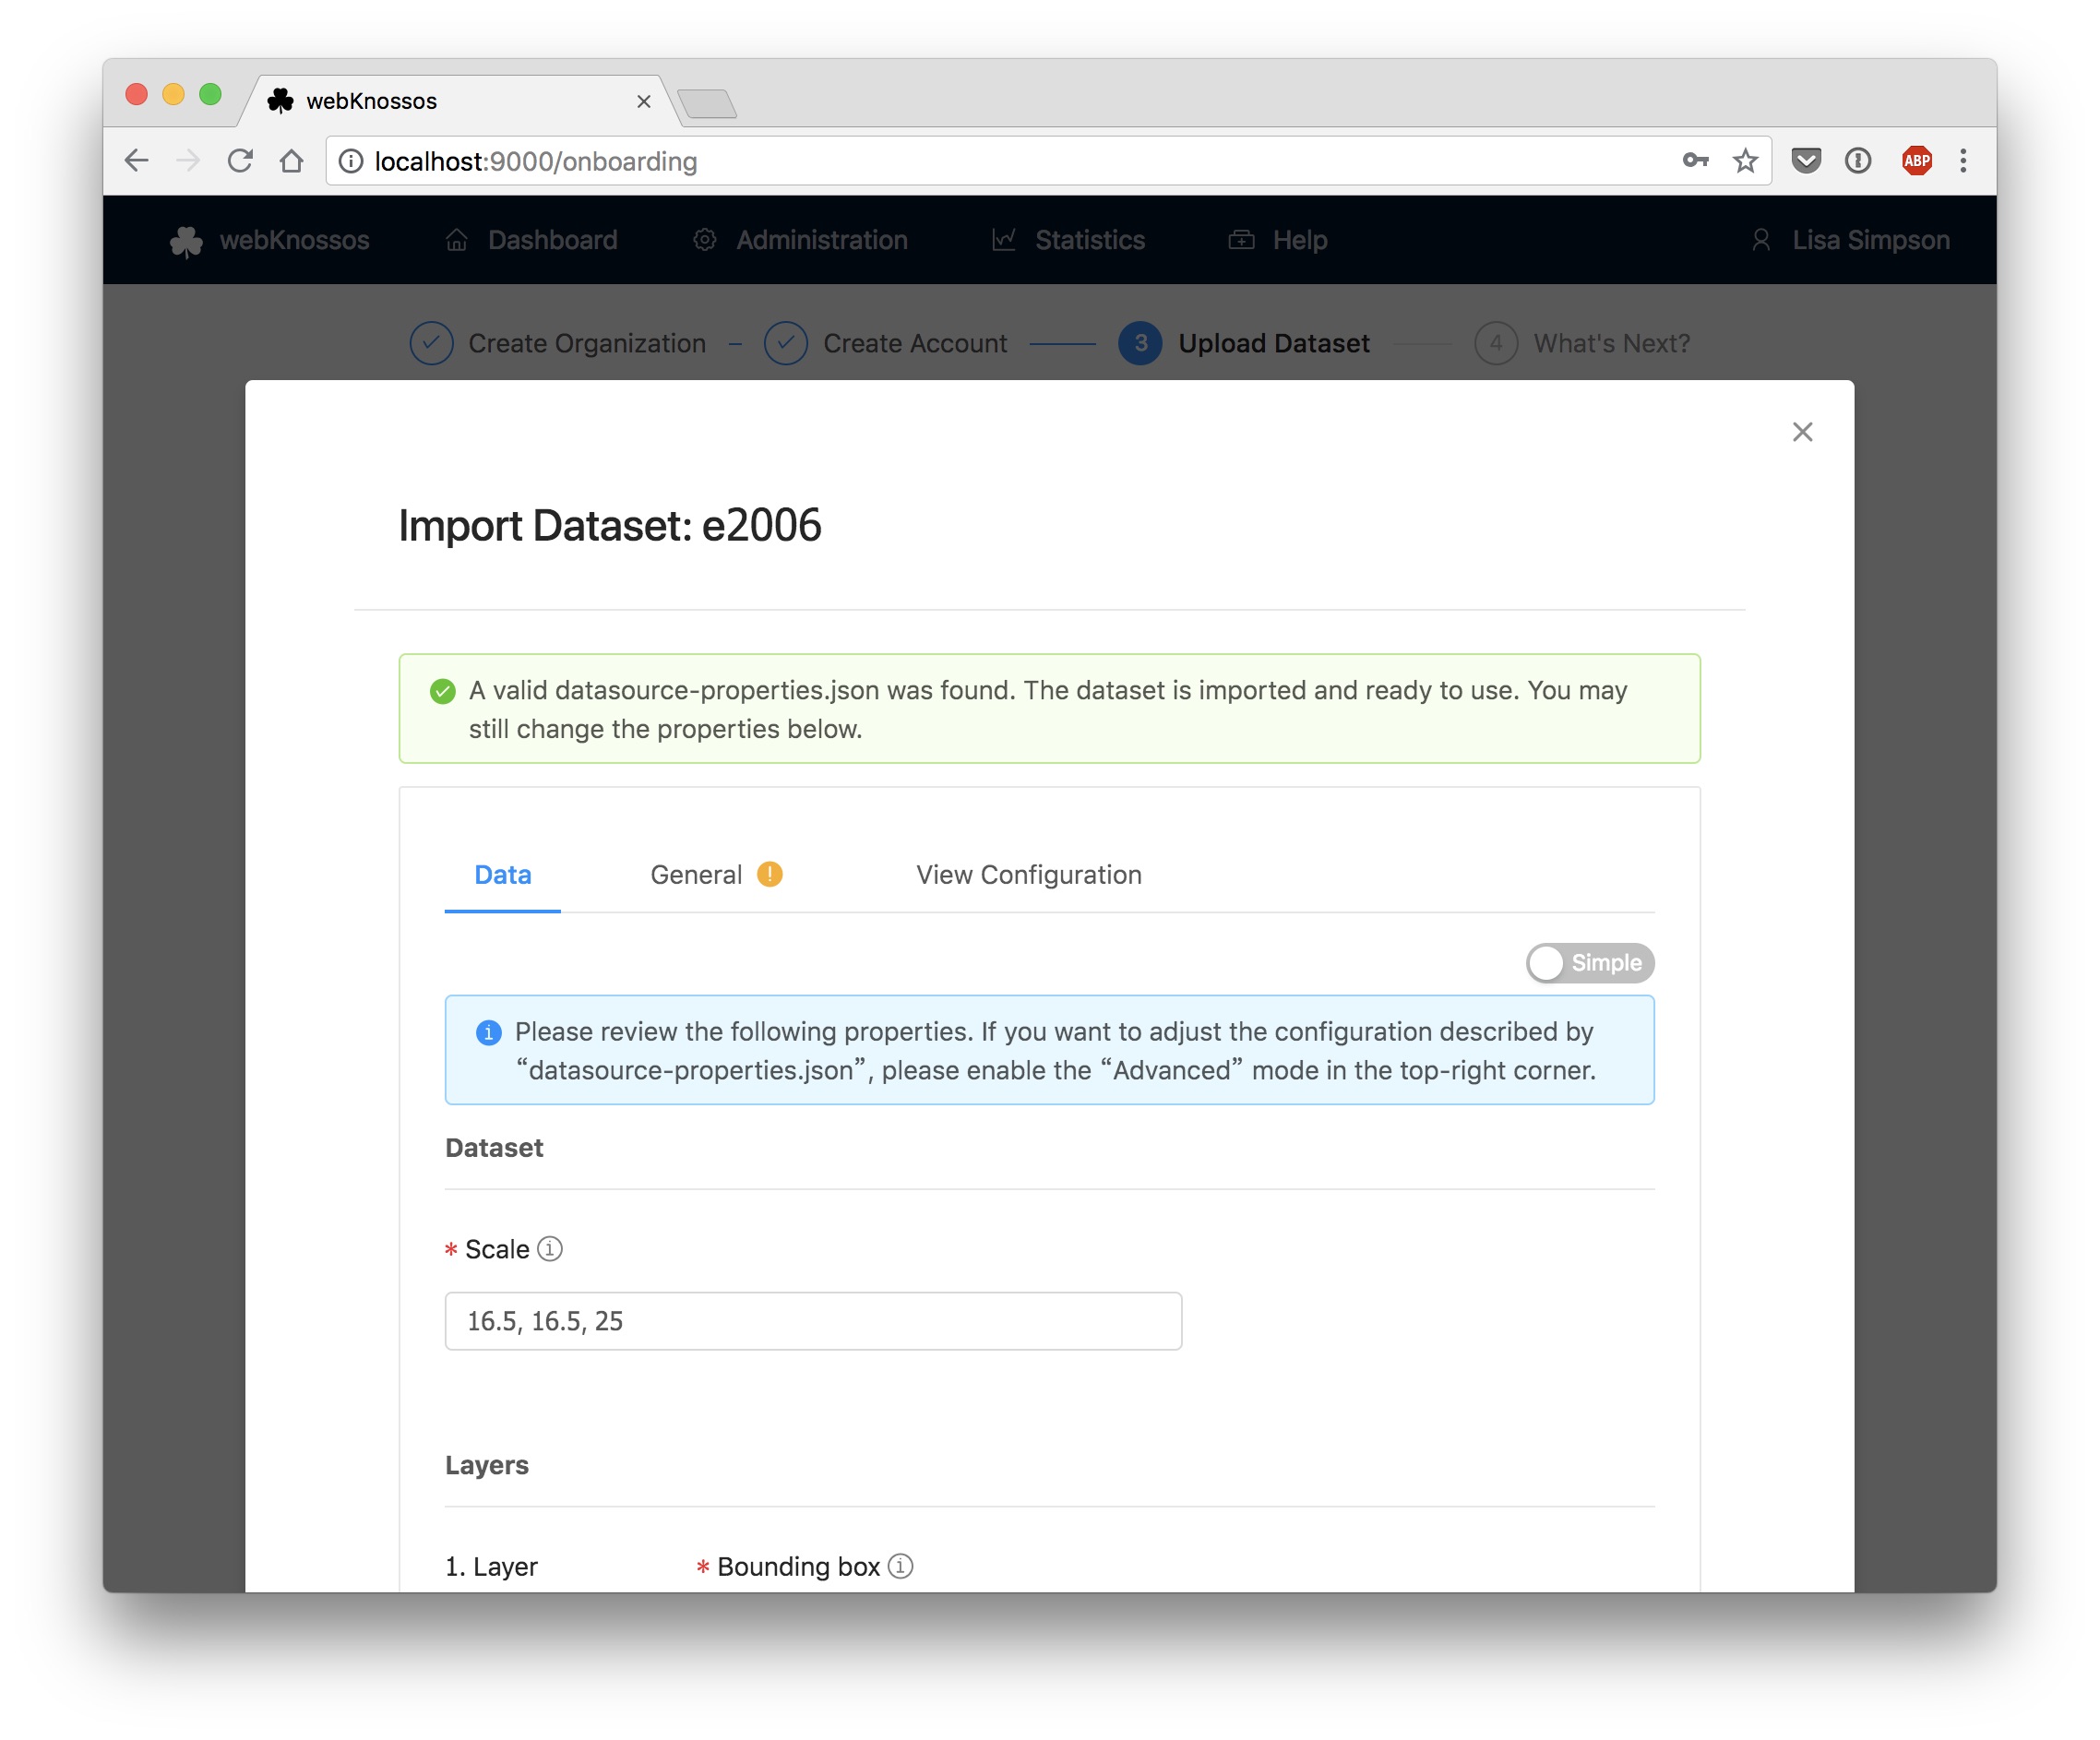 webKnossos
localhost:9000/onboarding
ABP
webKnossos Dashboard Administration Statistics Help Lisa Simpson
Create Organization Create Account 3 Upload Dataset 4 What's Next?
Import Dataset: e2006
A valid datasource-properties.json was found. The dataset is imported and ready to use. You may
still change the properties below.
Data General View Configuration
Simple
Please review the following properties. If you want to adjust the configuration described by
“datasource-properties.json”, please enable the “Advanced” mode in the top-right corner.
Dataset
* Scale
16.5, 16.5, 25
Layers
1. Layer * Bounding box